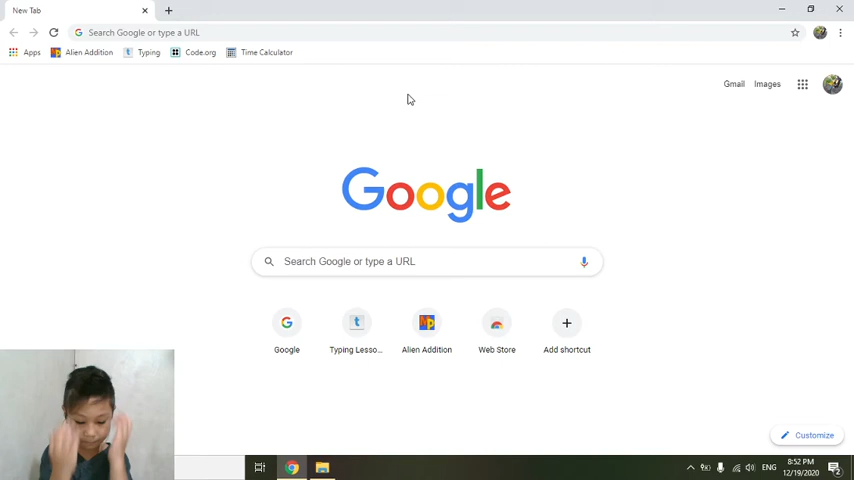 New Tab
Search Google or type a URL
Apps Alien Addition Typing Code.org Time Calculator
Gmail Images
Google
Search Google or type a URL
Google Typing Lesso... Alien Addition Web Store Add shortcut
Customize
ENG 8:52 PM
12/19/2020
2